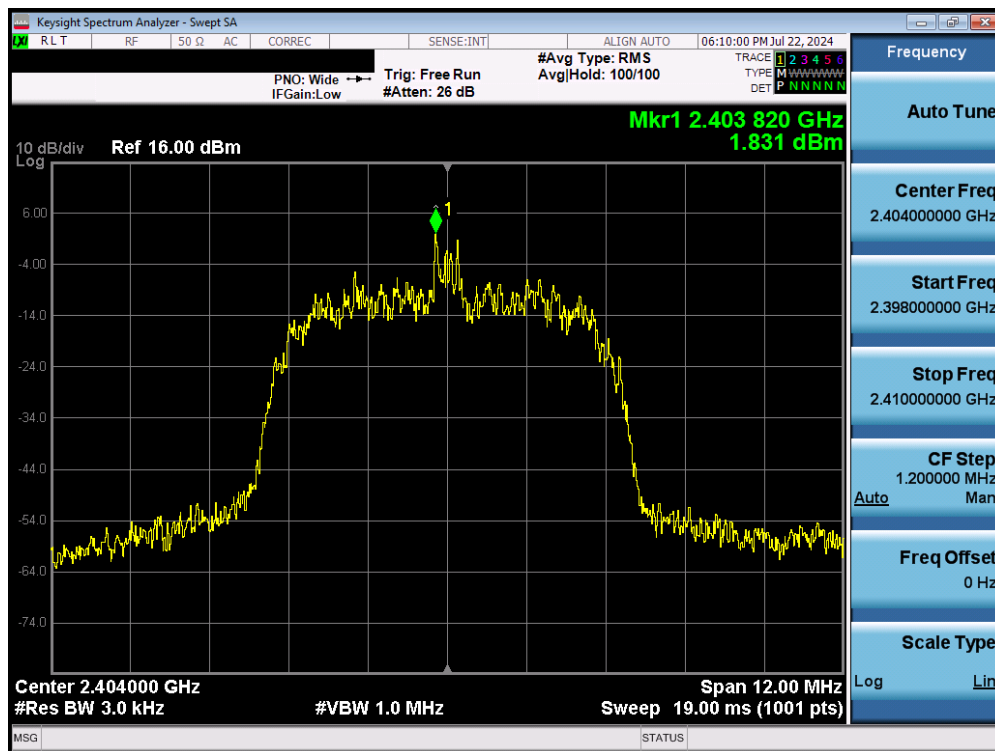 Keysight Spectrum Analyzer - Swept SA
LXI RLT RF 50 Ω AC CORREC SENSE:INT ALIGN AUTO 06:10:00 PM Jul 22, 2024
PNO: Wide
IFGain:Low
Trig: Free Run
#Atten: 26 dB
#Avg Type: RMS
Avg|Hold: 100/100
TRACE 1 2 3 4 5 6
TYPE M W W W W W
DET P N N N N N
Mkr1 2.403 820 GHz
1.831 dBm
10 dB/div Ref 16.00 dBm
Log
1
6.00
-4.00
-14.0
-24.0
-34.0
-44.0
-54.0
-64.0
-74.0
Center 2.404000 GHz Span 12.00 MHz
#Res BW 3.0 kHz #VBW 1.0 MHz Sweep 19.00 ms (1001 pts)
MSG STATUS
Frequency
Auto Tune
Center Freq
2.404000000 GHz
Start Freq
2.398000000 GHz
Stop Freq
2.410000000 GHz
CF Step
1.200000 MHz
Auto Man
Freq Offset
0 Hz
Scale Type
Log Lin